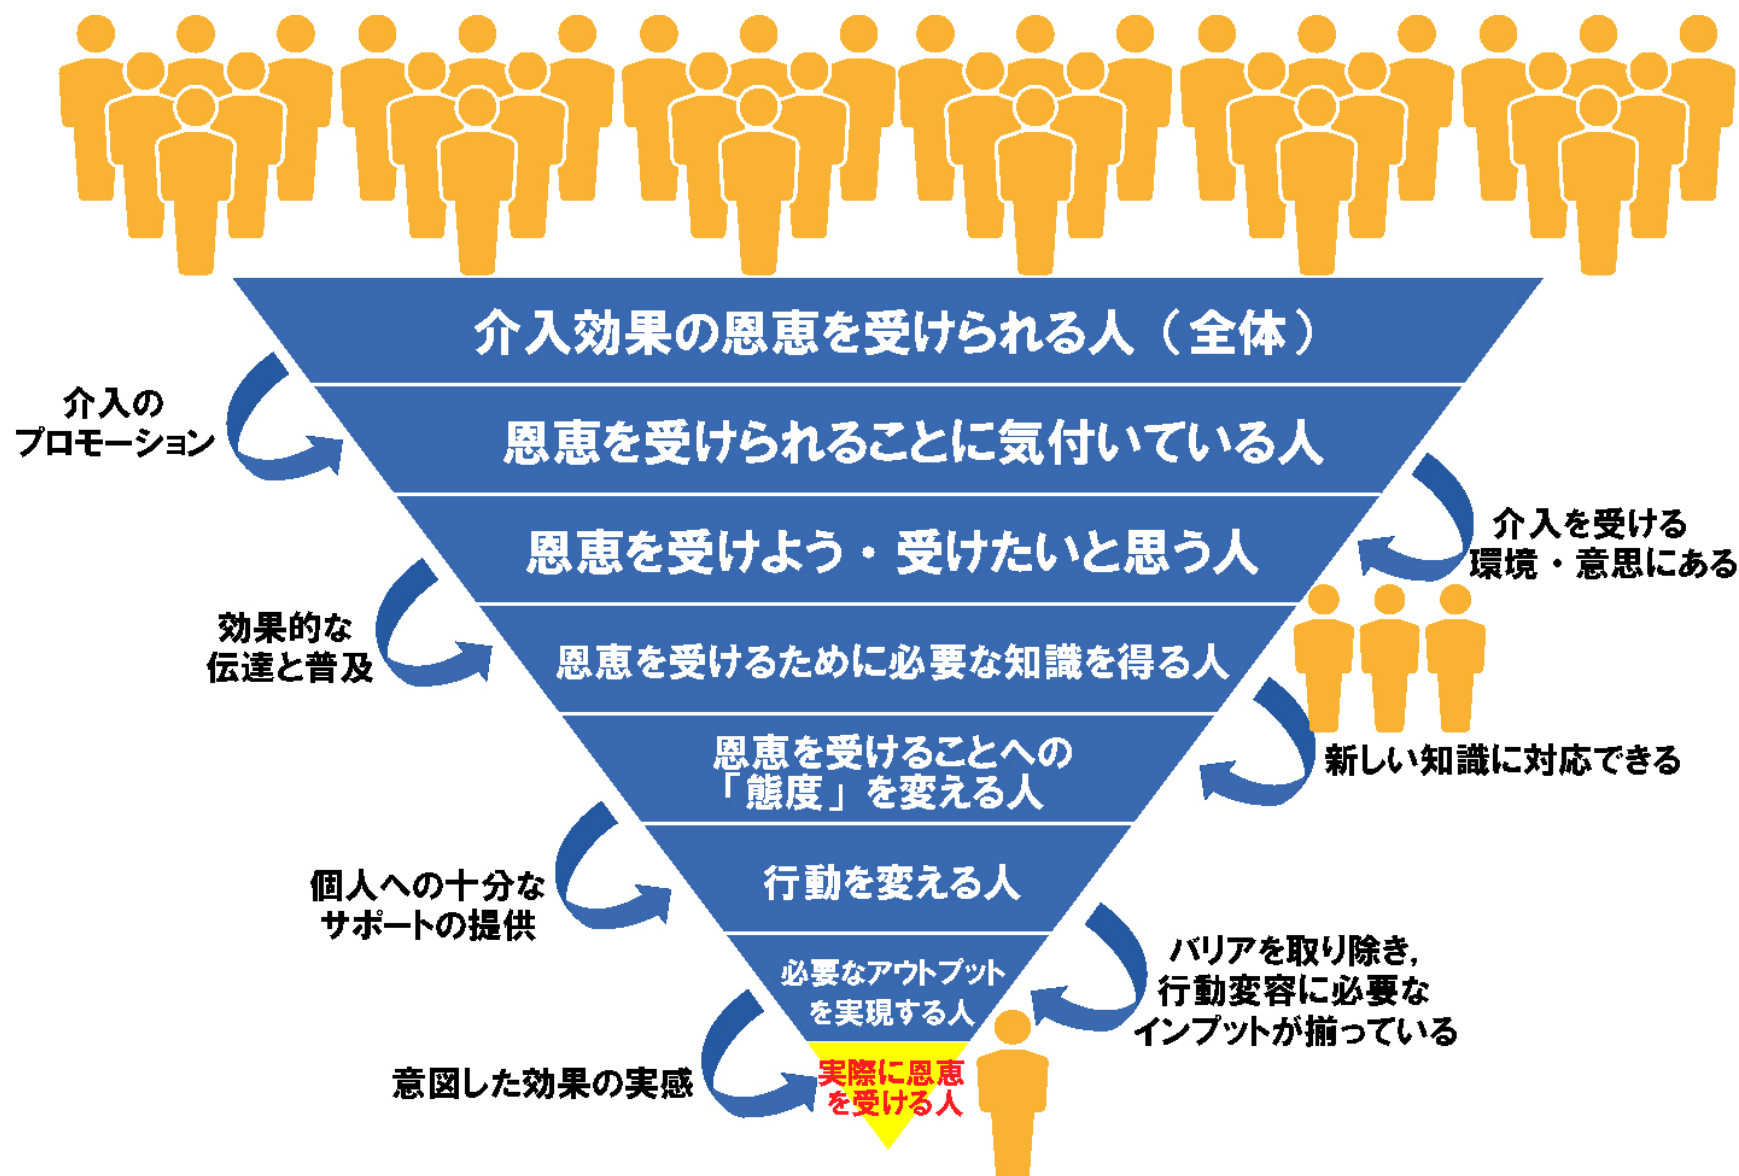 介入効果の恩恵を受けられる人（全体）
介入の
プロモーション
恩恵を受けられることに気付いている人
恩恵を受けよう・受けたいと思う人
介入を受ける
環境・意思にある
効果的な
伝達と普及
恩恵を受けるために必要な知識を得る人
恩恵を受けることへの
「態度」を変える人
新しい知識に対応できる
個人への十分な
サポートの提供
行動を変える人
必要なアウトプット
を実現する人
バリアを取り除き，
行動変容に必要な
インプットが揃っている
意図した効果の実感
実際に恩恵
を受ける人